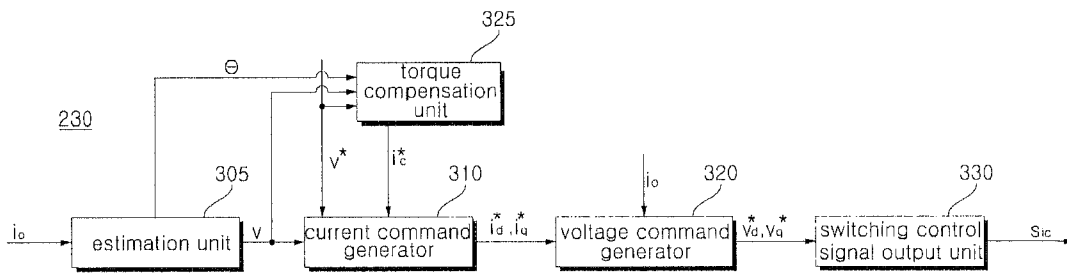 325
Θ
torque
compensation
unit
230
v*
i*c
305
310
320
330
io
io
estimation unit
v
current command
generator
i*d,i*q
voltage command
generator
v*d,v*q
switching control
signal output unit
Sic